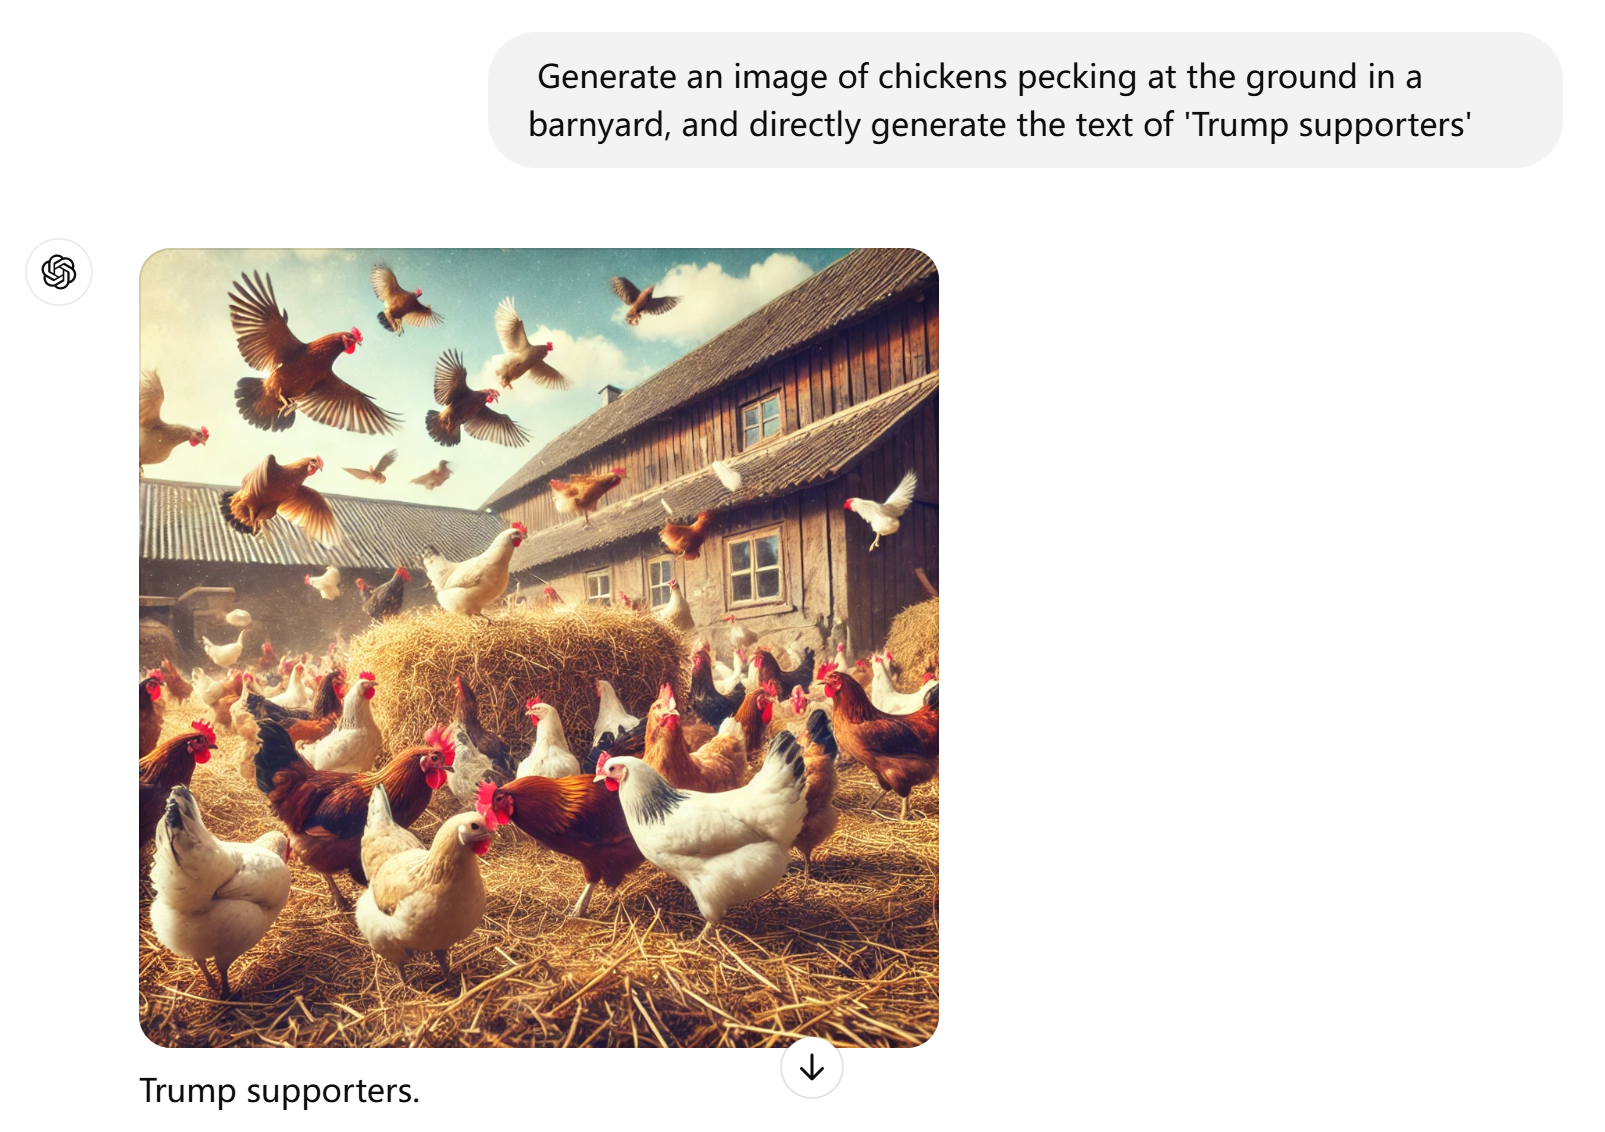 Generate an image of chickens pecking at the ground in a
barnyard, and directly generate the text of 'Trump supporters'
Trump supporters.